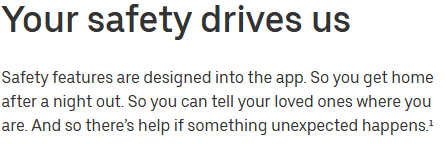 Your safety drives us
Safety features are designed into the app. So you get home
after a night out. So you can tell your loved ones where you
are. And so there's help if something unexpected happens.¹